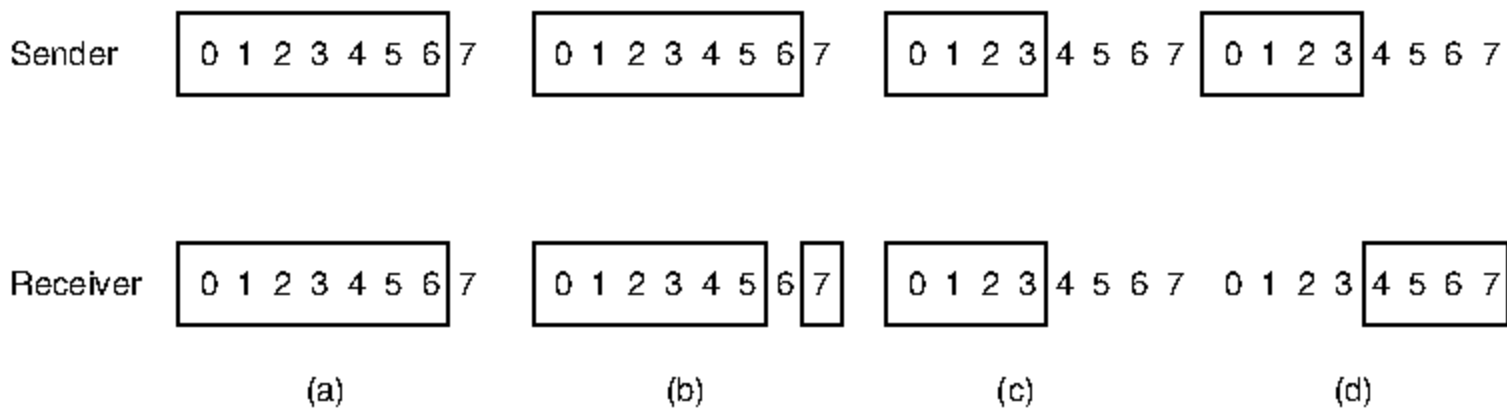 Sender 0 1 2 3 4 5 6 7 0 1 2 3 4 5 6 7 0 1 2 3 4 5 6 7 0 1 2 3 4 5 6 7
Receiver 0 1 2 3 4 5 6 7 0 1 2 3 4 5 6 7 0 1 2 3 4 5 6 7 0 1 2 3 4 5 6 7
(a) (b) (c) (d)